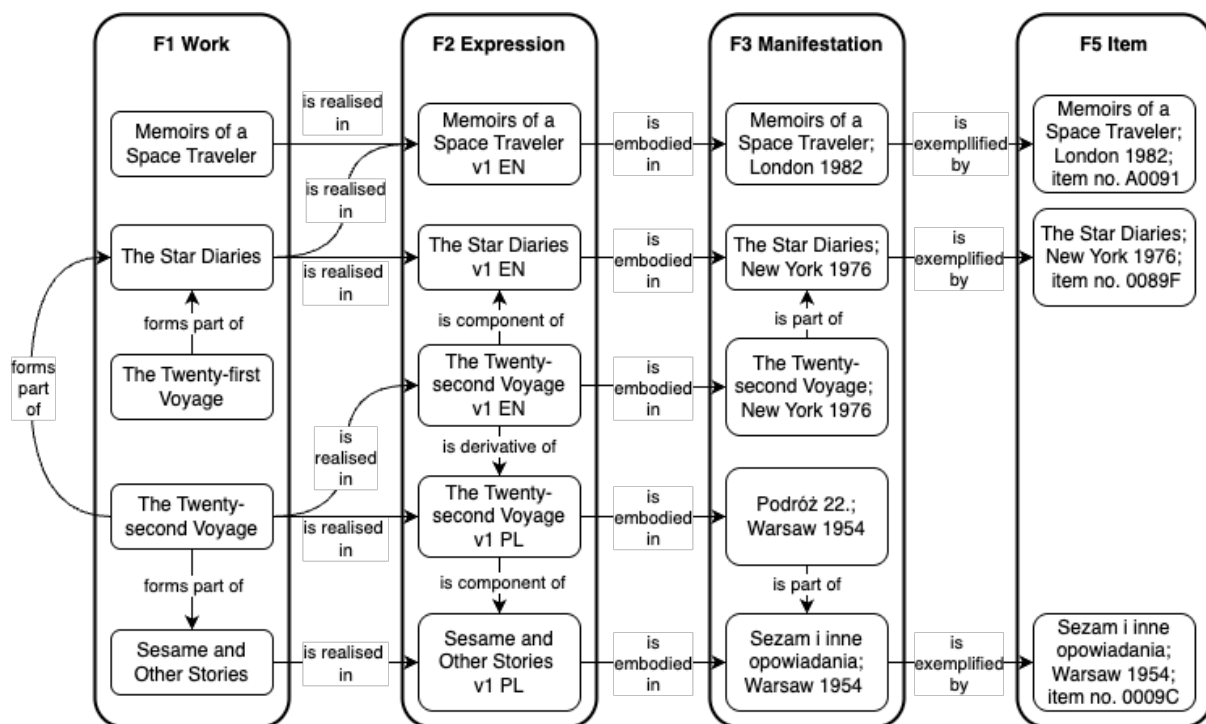 F1 Work
F2 Expression
F3 Manifestation
F5 Item
Memoirs of a
Space Traveler
is realised
in
Memoirs of a
Space Traveler
v1 EN
is
embodied
in
Memoirs of a
Space Traveler;
London 1982
is
exempllified
by
Memoirs of a
Space Traveler;
London 1982;
item no. A0091
is realised
in
The Star Diaries
is realised
in
The Star Diaries
v1 EN
is
embodied
in
The Star Diaries;
New York 1976
is
exemplified
by
The Star Diaries;
New York 1976;
item no. 0089F
forms part of
is component of
is part of
forms
part
of
The Twenty-first
Voyage
The Twenty-
second Voyage
v1 EN
is
embodied
in
The Twenty-
second Voyage;
New York 1976
is
realised
in
is derivative of
The Twenty-
second Voyage
is realised
in
The Twenty-
second Voyage
v1 PL
is
embodied
in
Podróż 22.;
Warsaw 1954
forms part of
is component of
is part of
Sesame and
Other Stories
is realised
in
Sesame and
Other Stories
v1 PL
is
embodied
in
Sezam i inne
opowiadania;
Warsaw 1954
is
exemplified
by
Sezam i inne
opowiadania;
Warsaw 1954;
item no. 0009C